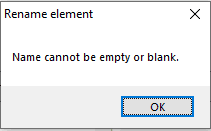 Rename element
Name cannot be empty or blank.
OK